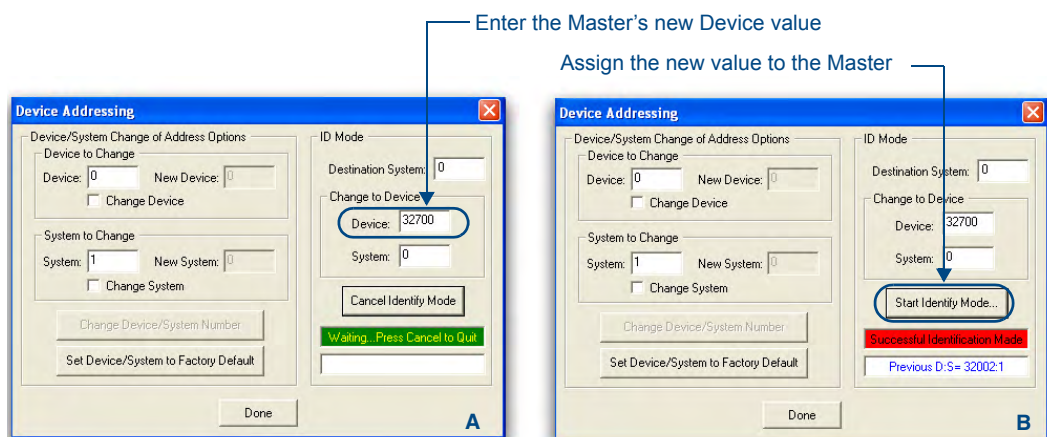 Enter the Master's new Device value
Assign the new value to the Master
Device Addressing
Device/System Change of Address Options
Device to Change
Device: 0 New Device: 0
Change Device
System to Change
System: 1 New System: 0
Change System
Change Device/System Number
Set Device/System to Factory Default
ID Mode
Destination System: 0
Change to Device
Device: 32700
System: 0
Cancel Identify Mode
Waiting...Press Cancel to Quit
Done
A
Device Addressing
Device/System Change of Address Options
Device to Change
Device: 0 New Device: 0
Change Device
System to Change
System: 1 New System: 0
Change System
Change Device/System Number
Set Device/System to Factory Default
ID Mode
Destination System: 0
Change to Device
Device: 32700
System: 0
Start Identify Mode...
Successful Identification Made
Previous D:S= 32002:1
Done
B